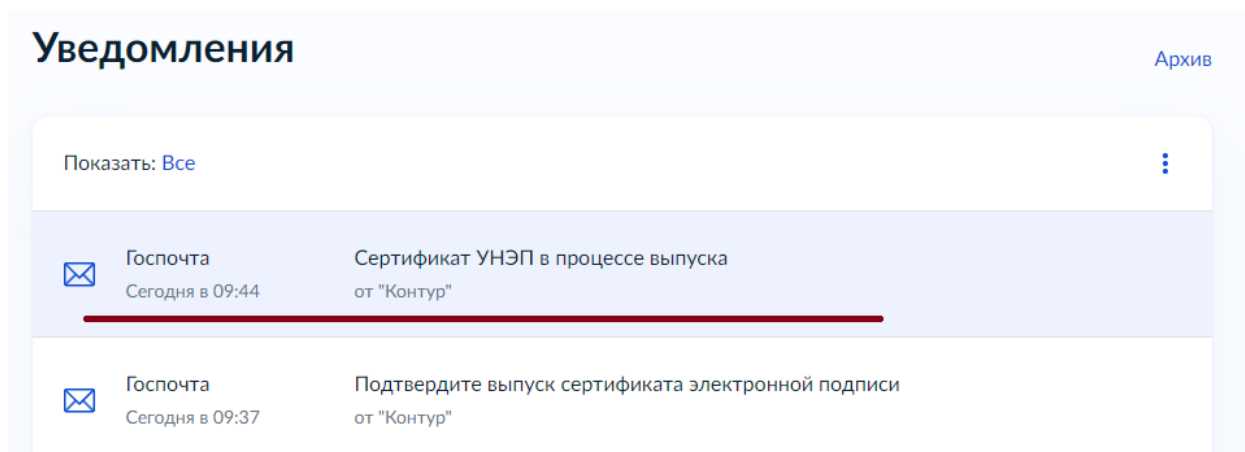 Уведомления
Архив
Показать: Все
Госпочта
Сертификат УНЭП в процессе выпуска
Сегодня в 09:44
от "Контур"
Госпочта
Подтвердите выпуск сертификата электронной подписи
Сегодня в 09:37
от "Контур"